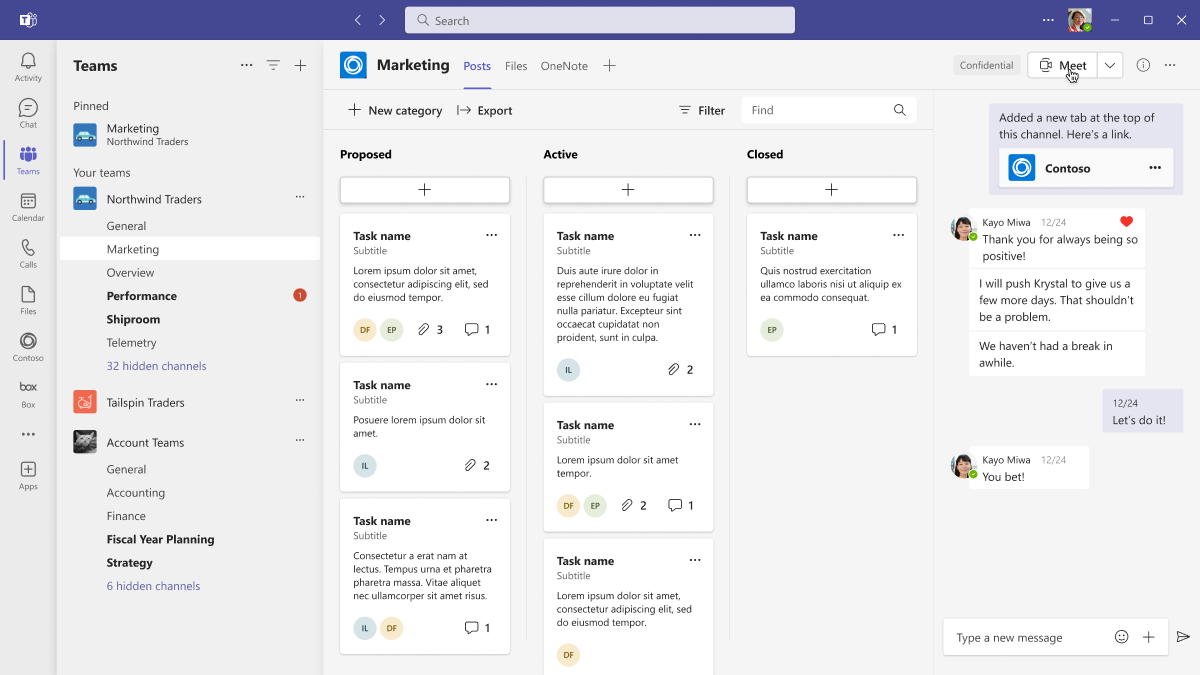 Search
Activity
Chat
Teams
Calendar
Calls
Files
Contoso
box
Box
Apps
Teams
Pinned
Marketing
Northwind Traders
Your teams
Northwind Traders
General
Marketing
Overview
Performance
1
Shiproom
Telemetry
32 hidden channels
Tailspin Traders
Account Teams
General
Accounting
Finance
Fiscal Year Planning
Strategy
6 hidden channels
Marketing
Posts
Files
OneNote
Confidential
Meet
New category
Export
Filter
Find
Proposed
Task name
Subtitle
Lorem ipsum dolor sit amet,
consectetur adipiscing elit, sed
do eiusmod tempor.
DF EP 3 1
Task name
Subtitle
Posuere lorem ipsum dolor sit
amet.
IL 2
Task name
Subtitle
Consectetur a erat nam at
lectus. Tempus urna et pharetra
pharetra massa. Vitae aliquet
nec ullamcorper sit amet risus.
IL DF 1
Active
Task name
Subtitle
Duis aute irure dolor in
reprehenderit in voluptate velit
esse cillum dolore eu fugiat
nulla pariatur. Excepteur sint
occaecat cupidatat non
proident, sunt in culpa.
IL 2
Task name
Subtitle
Lorem ipsum dolor sit amet
tempor.
DF EP 2 1
Task name
Subtitle
Lorem ipsum dolor sit amet,
consectetur adipiscing elit, sed
do eiusmod tempor.
DF
Closed
Task name
Subtitle
Quis nostrud exercitation
ullamco laboris nisi ut aliquip ex
ea commodo consequat.
EP 1
Added a new tab at the top of
this channel. Here's a link.
Contoso
Kayo Miwa 12/24
Thank you for always being so
positive!
I will push Krystal to give us a
few more days. That shouldn't
be a problem.
We haven't had a break in
awhile.
12/24
Let's do it!
Kayo Miwa 12/24
You bet!
Type a new message